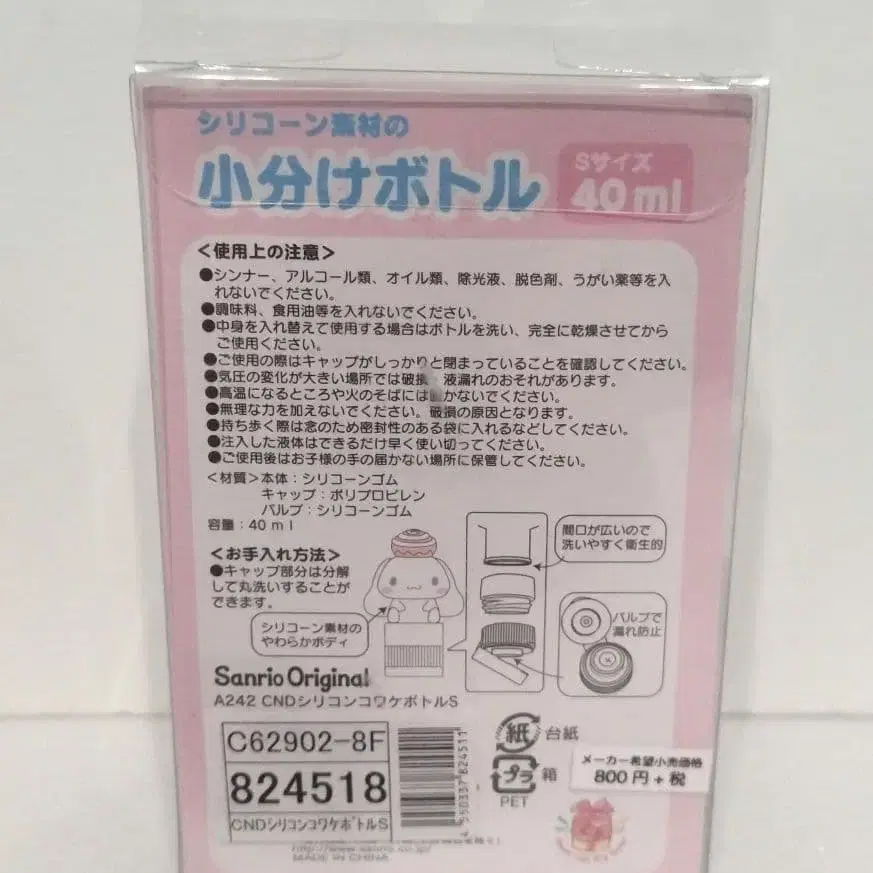 シリコーン素材の
小分けボトル
Sサイズ
40ml
＜使用上の注意＞
●シンナー、アルコール類、オイル類、除光液、脱色剤、うがい薬等を入
れないでください。
●調味料、食用油等を入れないでください。
●中身を入れ替えて使用する場合はボトルを洗い、完全に乾燥させてから
ご使用ください。
●ご使用の際はキャップがしっかりと閉まっていることを確認してください。
●気圧の変化が大きい場所では破損・液漏れのおそれがあります。
●高温になるところや火のそばには置かないでください。
●無理な力を加えないでください。破損の原因となります。
●持ち歩く際は念のため密封性のある袋に入れるなどしてください。
●注入した液体はできるだけ早く使い切ってください。
●ご使用後はお子様の手の届かない場所に保管してください。
＜材質＞本体：シリコーンゴム
キャップ：ポリプロピレン
バルブ：シリコーンゴム
容量：40ml
＜お手入れ方法＞
●キャップ部分は分解
して丸洗いすることが
できます。
シリコーン素材の
やわらかボディ
間口が広いので
洗いやすく衛生的
バルブで
漏れ防止
Sanrio Original
A242 CNDシリコンコワケボトルS
C62902-8F
824518
CNDシリコンコワケボトルS
4550337824511
紙 台紙
プラ 箱
PET
メーカー希望小売価格
800円+税
http://www.sanrio.co.jp/
MADE IN CHINA